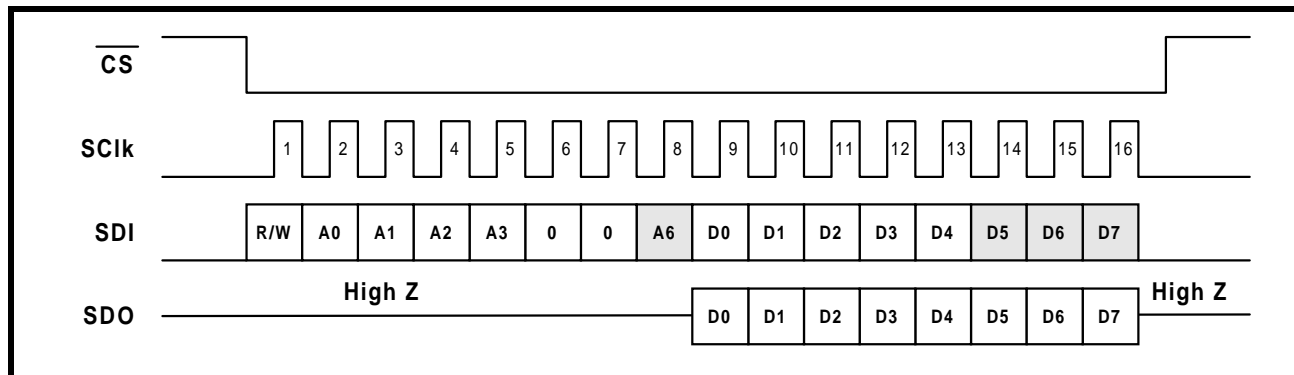 CS
SClk 1 2 3 4 5 6 7 8 9 10 11 12 13 14 15 16
SDI R/W A0 A1 A2 A3 0 0 A6 D0 D1 D2 D3 D4 D5 D6 D7
High Z High Z
SDO D0 D1 D2 D3 D4 D5 D6 D7